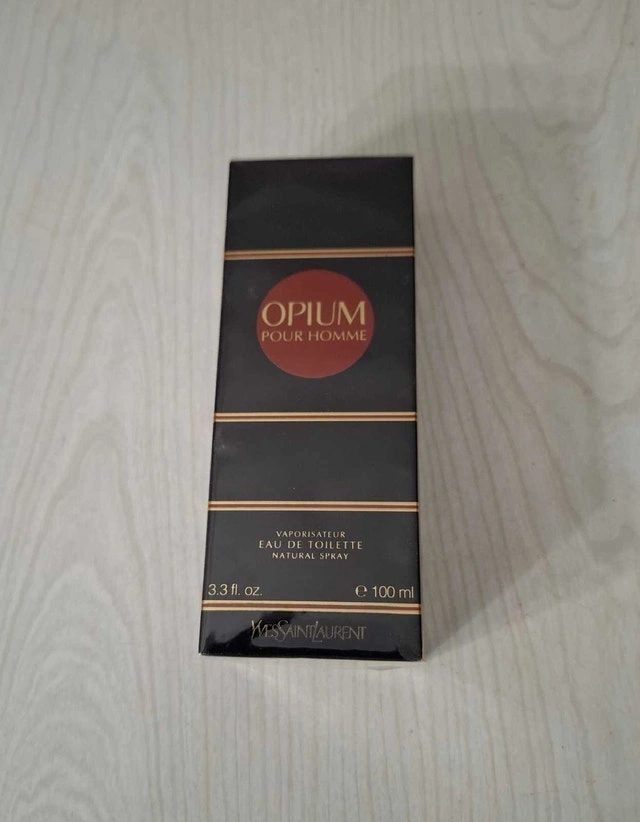 OPIUM
POUR HOMME
VAPORISATEUR
EAU DE TOILETTE
NATURAL SPRAY
3.3 fl. oz. ℮ 100 ml
YVESSAINTLAURENT